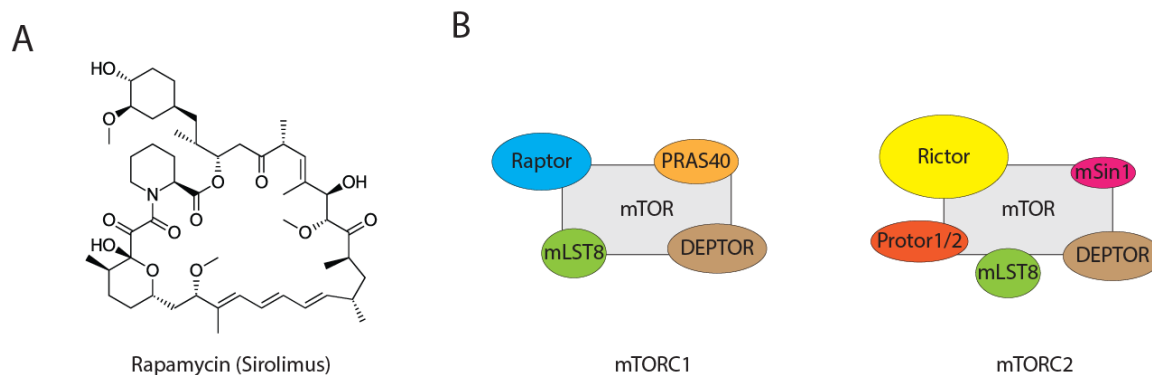 A
HO
O
O
O
OH
N
O
O
O
O
O
O
HO
O
O
Rapamycin (Sirolimus)
B
Raptor
PRAS40
mTOR
mLST8
DEPTOR
mTORC1
Rictor
mSin1
mTOR
Protor1/2
mLST8
DEPTOR
mTORC2